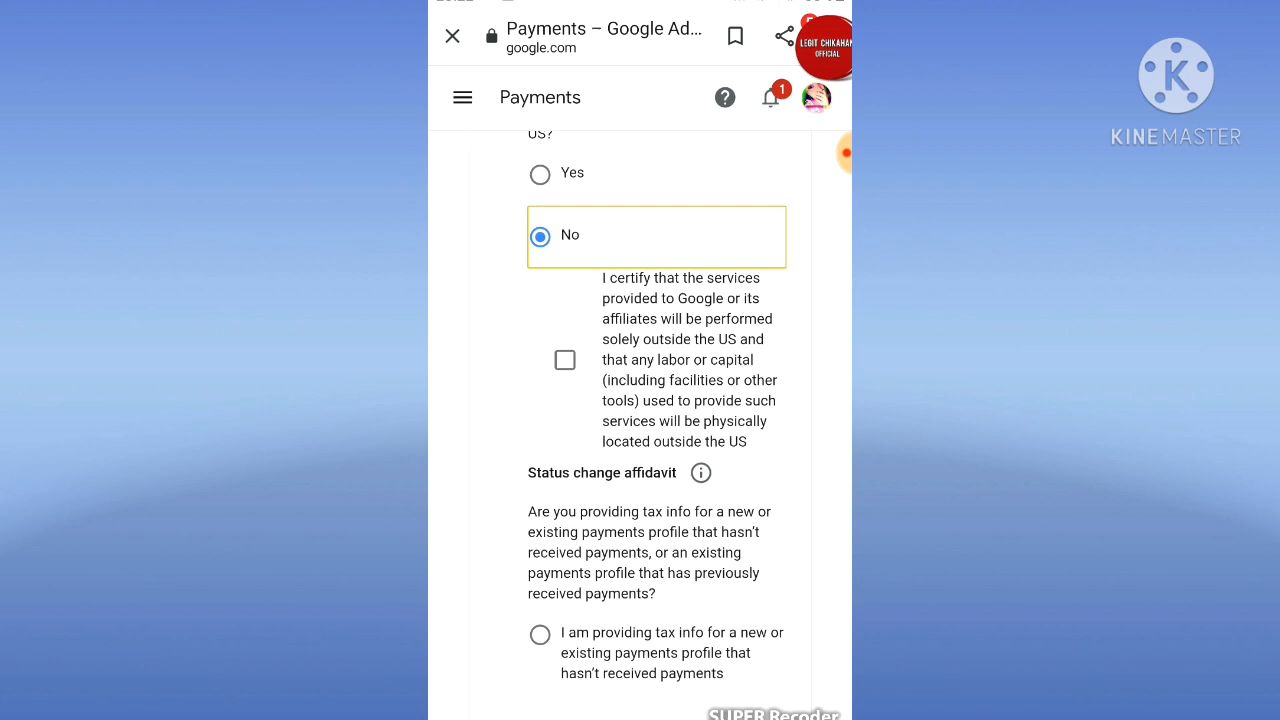 Payments – Google Ad...
google.com
LEGIT CHIKAHAN
OFFICIAL
K
KINEMASTER
Payments
1
US?
Yes
No
I certify that the services
provided to Google or its
affiliates will be performed
solely outside the US and
that any labor or capital
(including facilities or other
tools) used to provide such
services will be physically
located outside the US
Status change affidavit
Are you providing tax info for a new or
existing payments profile that hasn't
received payments, or an existing
payments profile that has previously
received payments?
I am providing tax info for a new or
existing payments profile that
hasn't received payments
SUPER Recorder